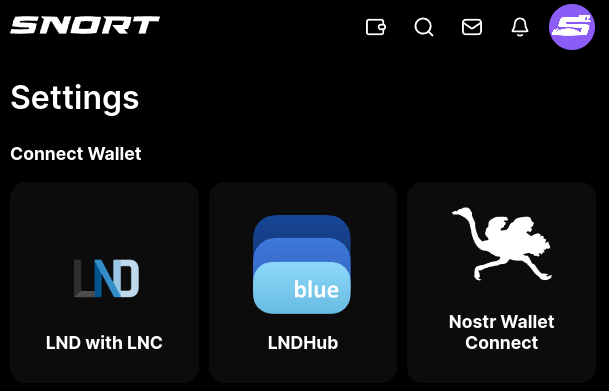 SNORT
Settings
Connect Wallet
LND
blue
LND with LNC
LNDHub
Nostr Wallet
Connect